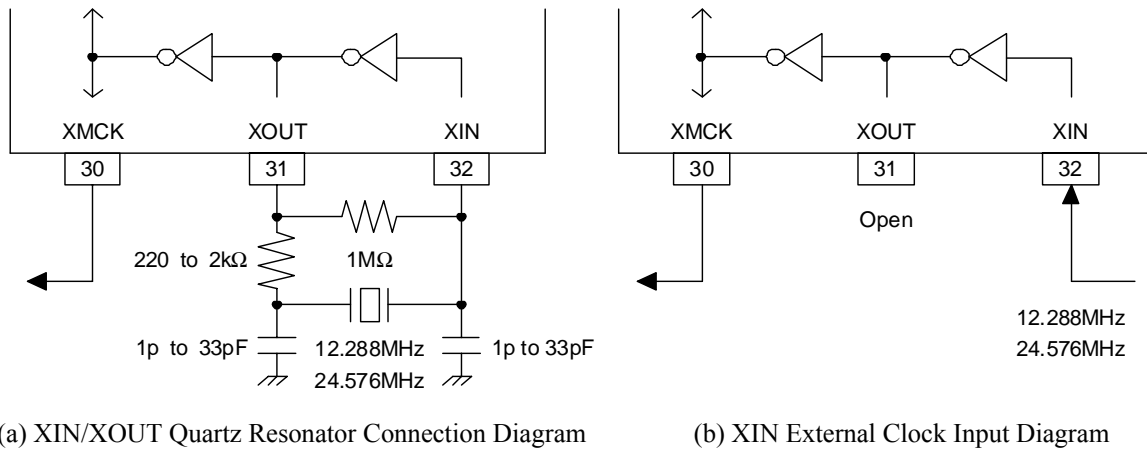 XMCK XOUT XIN
30 31 32
220 to 2kΩ
1MΩ
1p to 33pF
12.288MHz
24.576MHz
1p to 33pF
(a) XIN/XOUT Quartz Resonator Connection Diagram
XMCK XOUT XIN
30 31 32
Open
12.288MHz
24.576MHz
(b) XIN External Clock Input Diagram